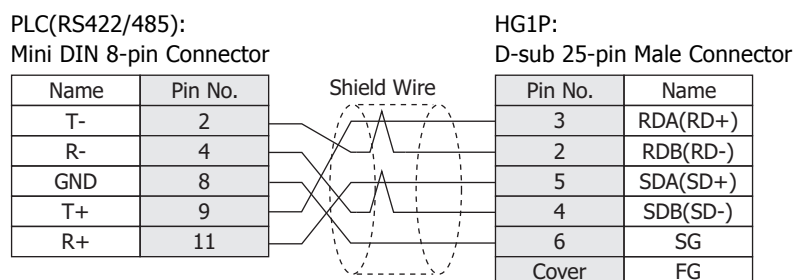 PLC(RS422/485):
Mini DIN 8-pin Connector
HG1P:
D-sub 25-pin Male Connector
Name Pin No. Shield Wire Pin No. Name
T- 2 3 RDA(RD+)
R- 4 2 RDB(RD-)
GND 8 5 SDA(SD+)
T+ 9 4 SDB(SD-)
R+ 11 6 SG
Cover FG